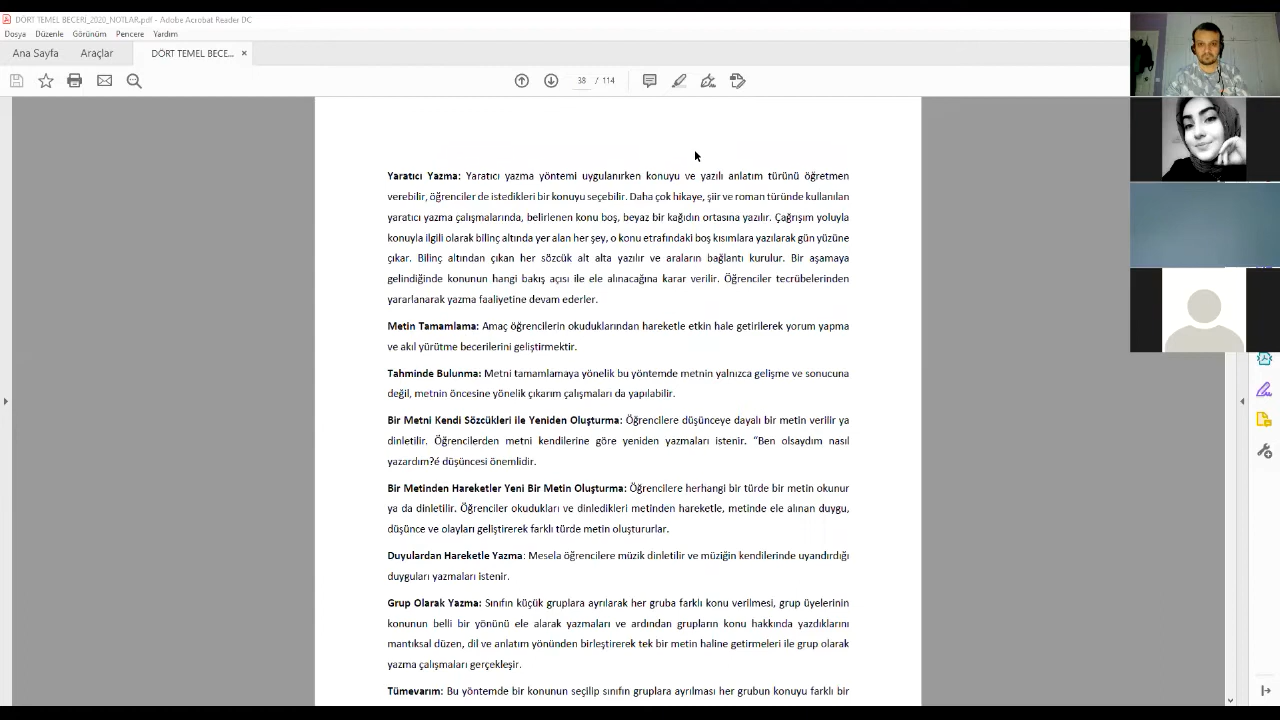 DÖRT TEMEL BECERİ_2020_NOTLAR.pdf - Adobe Acrobat Reader DC
Dosya Düzenle Görünüm Pencere Yardım
Ana Sayfa Araçlar DÖRT TEMEL BECE... ×
38 / 114
Yaratıcı Yazma: Yaratıcı yazma yöntemi uygulanırken konuyu ve yazılı anlatım türünü öğretmen
verebilir, öğrenciler de istedikleri bir konuyu seçebilir. Daha çok hikaye, şiir ve roman türünde kullanılan
yaratıcı yazma çalışmalarında, belirlenen konu boş, beyaz bir kağıdın ortasına yazılır. Çağrışım yoluyla
konuyla ilgili olarak bilinç altında yer alan her şey, o konu etrafındaki boş kısımlara yazılarak gün yüzüne
çıkar. Bilinç altından çıkan her sözcük alt alta yazılır ve araların bağlantı kurulur. Bir aşamaya
gelindiğinde konunun hangi bakış açısı ile ele alınacağına karar verilir. Öğrenciler tecrübelerinden
yararlanarak yazma faaliyetine devam ederler.
Metin Tamamlama: Amaç öğrencilerin okuduklarından hareketle etkin hale getirilerek yorum yapma
ve akıl yürütme becerilerini geliştirmektir.
Tahminde Bulunma: Metni tamamlamaya yönelik bu yöntemde metnin yalnızca gelişme ve sonucuna
değil, metnin öncesine yönelik çıkarım çalışmaları da yapılabilir.
Bir Metni Kendi Sözcükleri ile Yeniden Oluşturma: Öğrencilere düşünceye dayalı bir metin verilir ya
dinletilir. Öğrencilerden metni kendilerine göre yeniden yazmaları istenir. “Ben olsaydım nasıl
yazardım?é düşüncesi önemlidir.
Bir Metinden Hareketler Yeni Bir Metin Oluşturma: Öğrencilere herhangi bir türde bir metin okunur
ya da dinletilir. Öğrenciler okudukları ve dinledikleri metinden hareketle, metinde ele alınan duygu,
düşünce ve olayları geliştirerek farklı türde metin oluştururlar.
Duyulardan Hareketle Yazma: Mesela öğrencilere müzik dinletilir ve müziğin kendilerinde uyandırdığı
duyguları yazmaları istenir.
Grup Olarak Yazma: Sınıfın küçük gruplara ayrılarak her gruba farklı konu verilmesi, grup üyelerinin
konunun belli bir yönünü ele alarak yazmaları ve ardından grupların konu hakkında yazdıklarını
mantıksal düzen, dil ve anlatım yönünden birleştirerek tek bir metin haline getirmeleri ile grup olarak
yazma çalışmaları gerçekleşir.
Tümevarım: Bu yöntemde bir konunun seçilip sınıfın gruplara ayrılması her grubun konuyu farklı bir